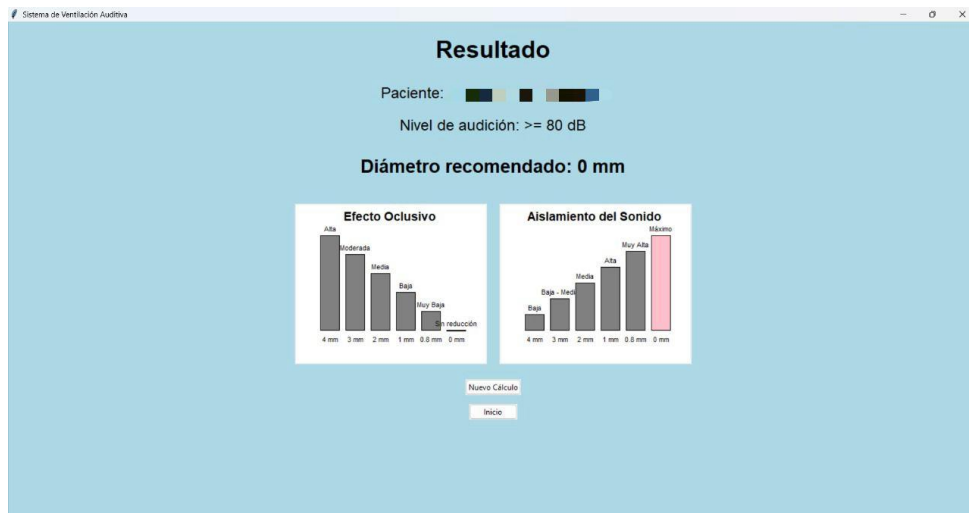 Sistema de Ventilación Auditiva
Resultado
Paciente:
Nivel de audición: >= 80 dB
Diámetro recomendado: 0 mm
Efecto Oclusivo
Alta
Moderada
Media
Baja
Muy Baja
Sin reducción
4 mm 3 mm 2 mm 1 mm 0.8 mm 0 mm
Aislamiento del Sonido
Máximo
Muy Alta
Alta
Media
Baja - Medi
Baja
4 mm 3 mm 2 mm 1 mm 0.8 mm 0 mm
Nuevo Cálculo
Inicio